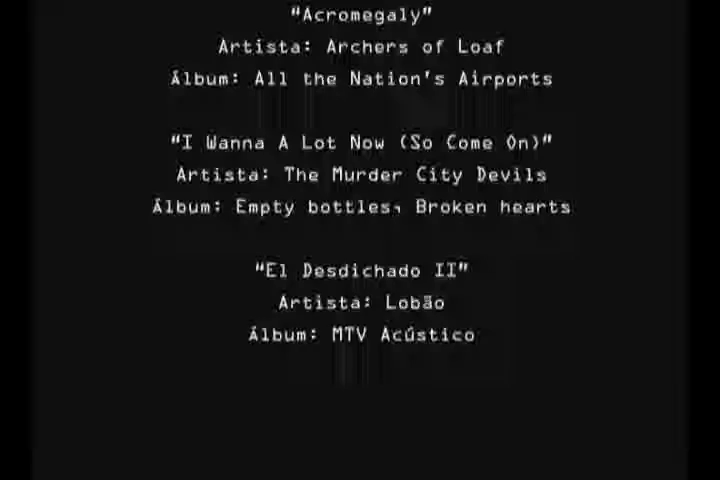 "Acromegaly"
Artista: Archers of Loaf
Álbum: All the Nation's Airports
"I Wanna A Lot Now (So Come On)"
Artista: The Murder City Devils
Álbum: Empty bottles, Broken hearts
"El Desdichado II"
Artista: Lobão
Álbum: MTV Acústico